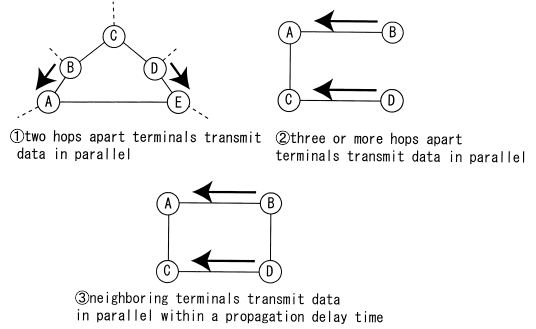 C
B
D
A
E
①two hops apart terminals transmit
data in parallel
A
B
C
D
②three or more hops apart
terminals transmit data in parallel
A
B
C
D
③neighboring terminals transmit data
in parallel within a propagation delay time